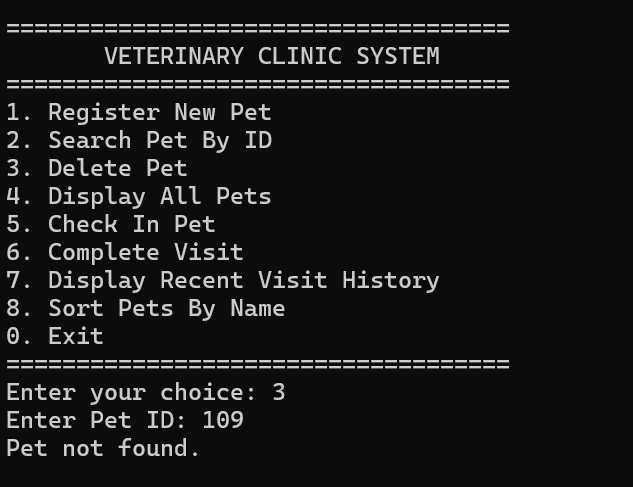 ====================================
VETERINARY CLINIC SYSTEM
====================================
1. Register New Pet
2. Search Pet By ID
3. Delete Pet
4. Display All Pets
5. Check In Pet
6. Complete Visit
7. Display Recent Visit History
8. Sort Pets By Name
0. Exit
====================================
Enter your choice: 3
Enter Pet ID: 109
Pet not found.